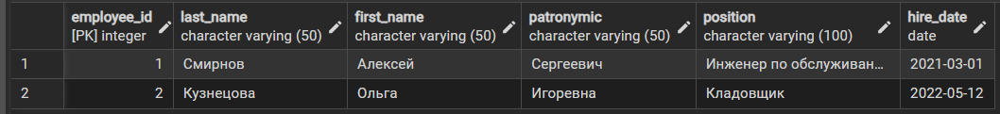 employee_id last_name first_name patronymic position hire_date
[PK] integer character varying (50) character varying (50) character varying (50) character varying (100) date
1 1 Смирнов Алексей Сергеевич Инженер по обслуживан... 2021-03-01
2 2 Кузнецова Ольга Игоревна Кладовщик 2022-05-12